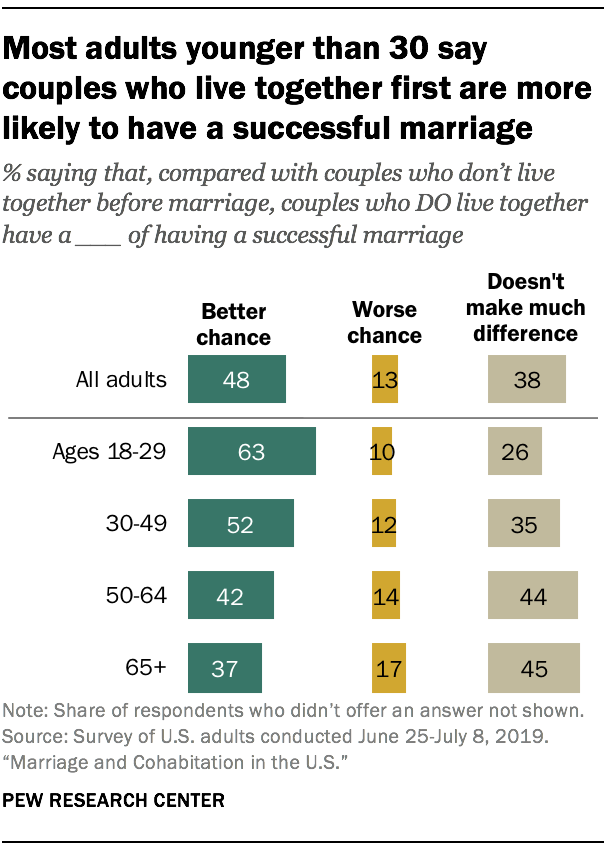 Most adults younger than 30 say
couples who live together first are more
likely to have a successful marriage
% saying that, compared with couples who don’t live
together before marriage, couples who DO live together
have a ___ of having a successful marriage
Better chance
Worse chance
Doesn't make much difference
All adults 48 13 38
Ages 18-29 63 10 26
30-49 52 12 35
50-64 42 14 44
65+ 37 17 45
Note: Share of respondents who didn’t offer an answer not shown.
Source: Survey of U.S. adults conducted June 25-July 8, 2019.
“Marriage and Cohabitation in the U.S.”
PEW RESEARCH CENTER